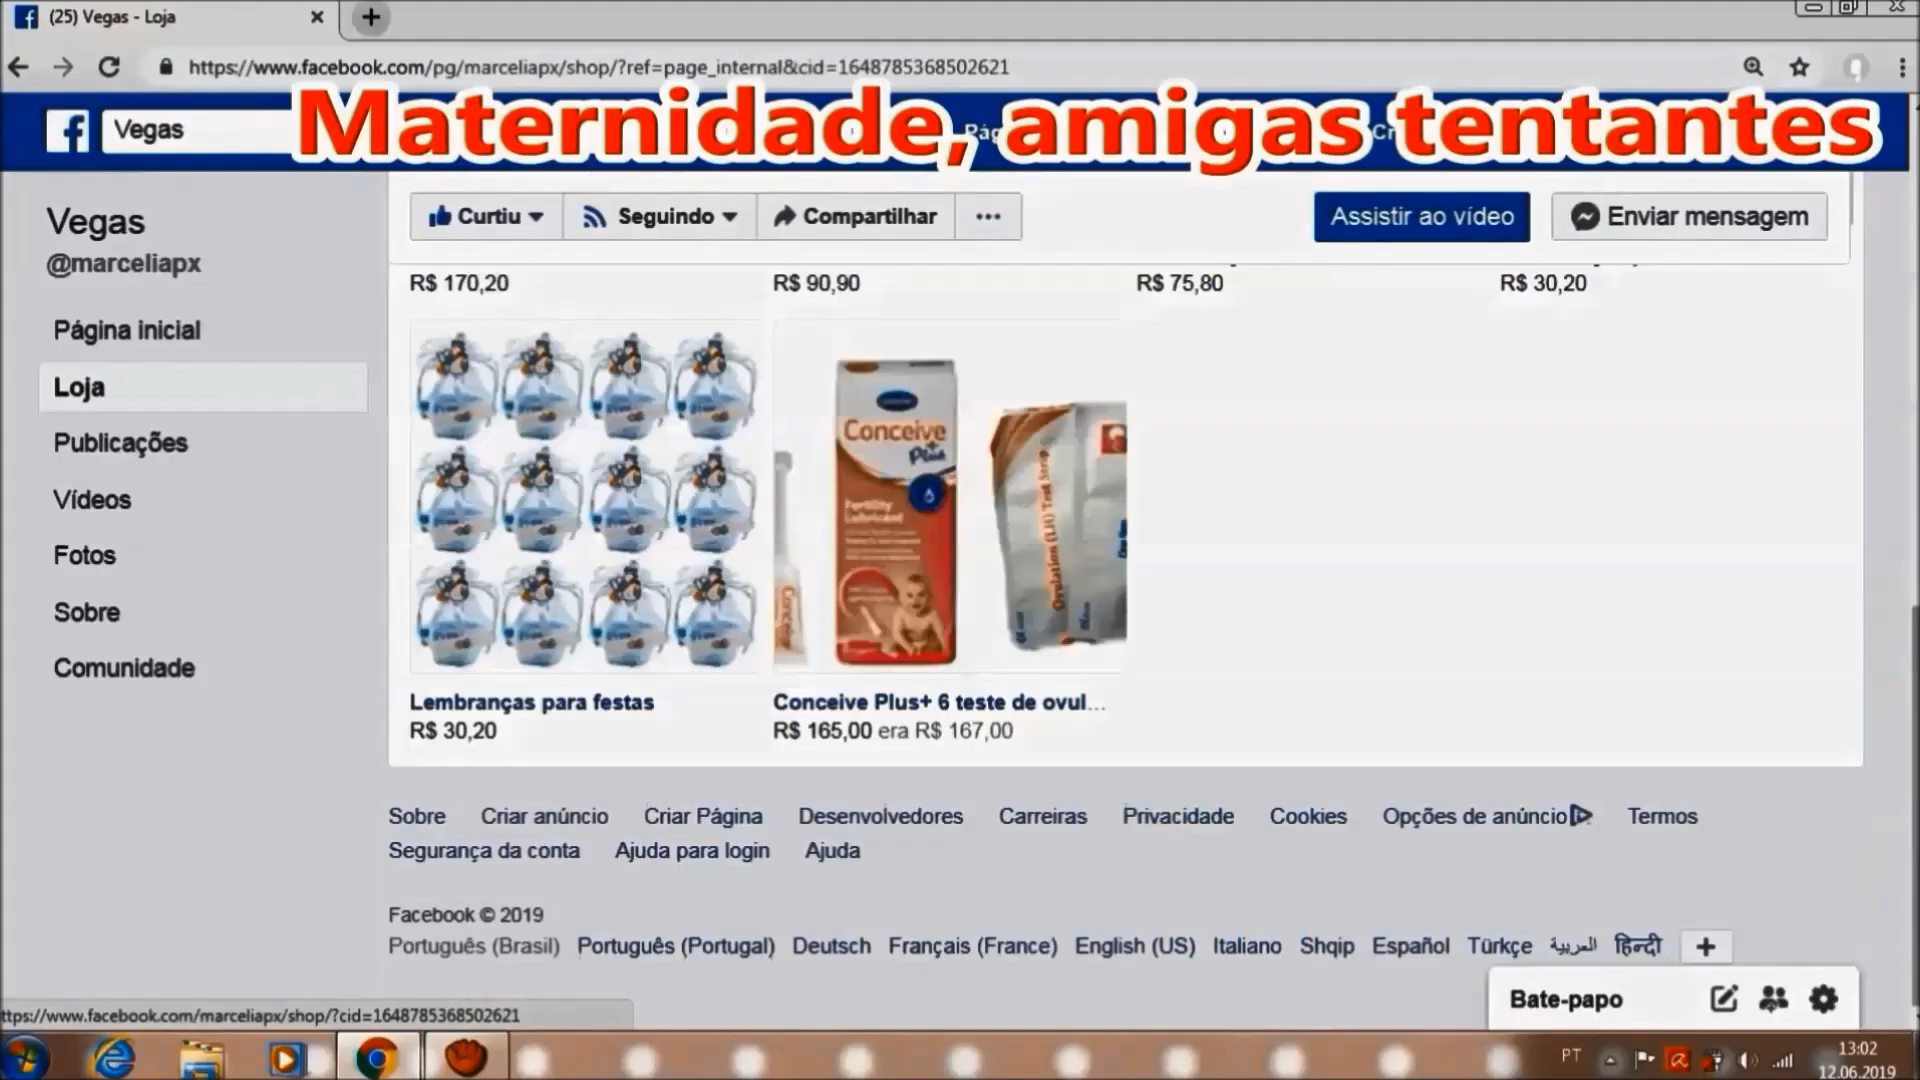 (25) Vegas - Loja
https://www.facebook.com/pg/marceliapx/shop/?ref=page_internal&cid=1648785368502621
Vegas
Maternidade, amigas tentantes
Vegas
@marceliapx
Página inicial
Loja
Publicações
Vídeos
Fotos
Sobre
Comunidade
Curtiu
Seguindo
Compartilhar
Assistir ao vídeo
Enviar mensagem
R$ 170,20
R$ 90,90
R$ 75,80
R$ 30,20
Conceive
Plus
Fertility
Lubricant
Ovulation (LH) Test Strip
Lembranças para festas
R$ 30,20
Conceive Plus+ 6 teste de ovul...
R$ 165,00 era R$ 167,00
Sobre Criar anúncio Criar Página Desenvolvedores Carreiras Privacidade Cookies Opções de anúncio Termos
Segurança da conta Ajuda para login Ajuda
Facebook © 2019
Português (Brasil) Português (Portugal) Deutsch Français (France) English (US) Italiano Shqip Español Türkçe العربية हिन्दी
Bate-papo
ttps://www.facebook.com/marceliapx/shop/?cid=1648785368502621
PT
13:02
12.06.2019